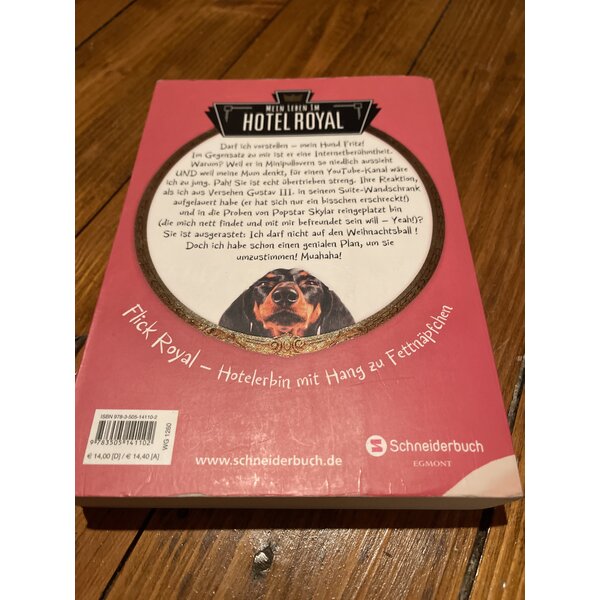 MEIN LEBEN IM
HOTEL ROYAL
Darf ich vorstellen – mein Hund Fritz!
Im Gegensatz zu mir ist er eine Internetberühmtheit.
Warum? Weil er in Minipullovern so niedlich aussieht
UND weil meine Mum denkt, für einen YouTube-Kanal wäre
ich zu jung. Pah! Sie ist echt übertrieben streng. Ihre Reaktion,
als ich aus Versehen Gustav III. in seinem Suite-Wandschrank
aufgelauert habe (er hat sich nur ein bisschen erschreckt!)
und in die Proben von Popstar Skylar reingeplatzt bin
(die mich nett findet und mit mir befreundet sein will – Yeah!)?
Sie ist ausgerastet: Ich darf nicht auf den Weihnachtsball !
Doch ich habe schon einen genialen Plan, um sie
umzustimmen! Muahaha!
Flick Royal – Hotelerbin mit Hang zu Fettnäpfchen
ISBN 978-3-505-14110-2
9 783505 141102
WG 1260
€ 14,00 [D] / € 14,40 [A]
www.schneiderbuch.de
S Schneiderbuch
EGMONT